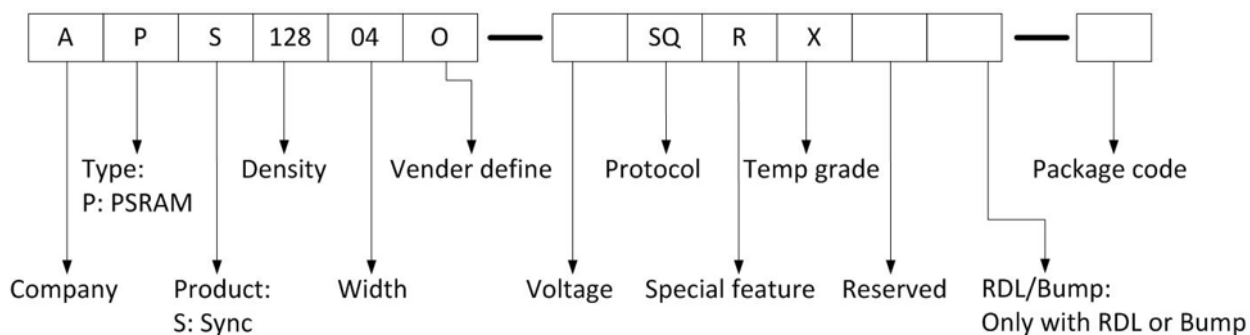 A P S 128 04 O SQ R X
Type:
P: PSRAM
Density
Vender define
Protocol
Temp grade
Package code
Company
Product:
S: Sync
Width
Voltage
Special feature
Reserved
RDL/Bump:
Only with RDL or Bump